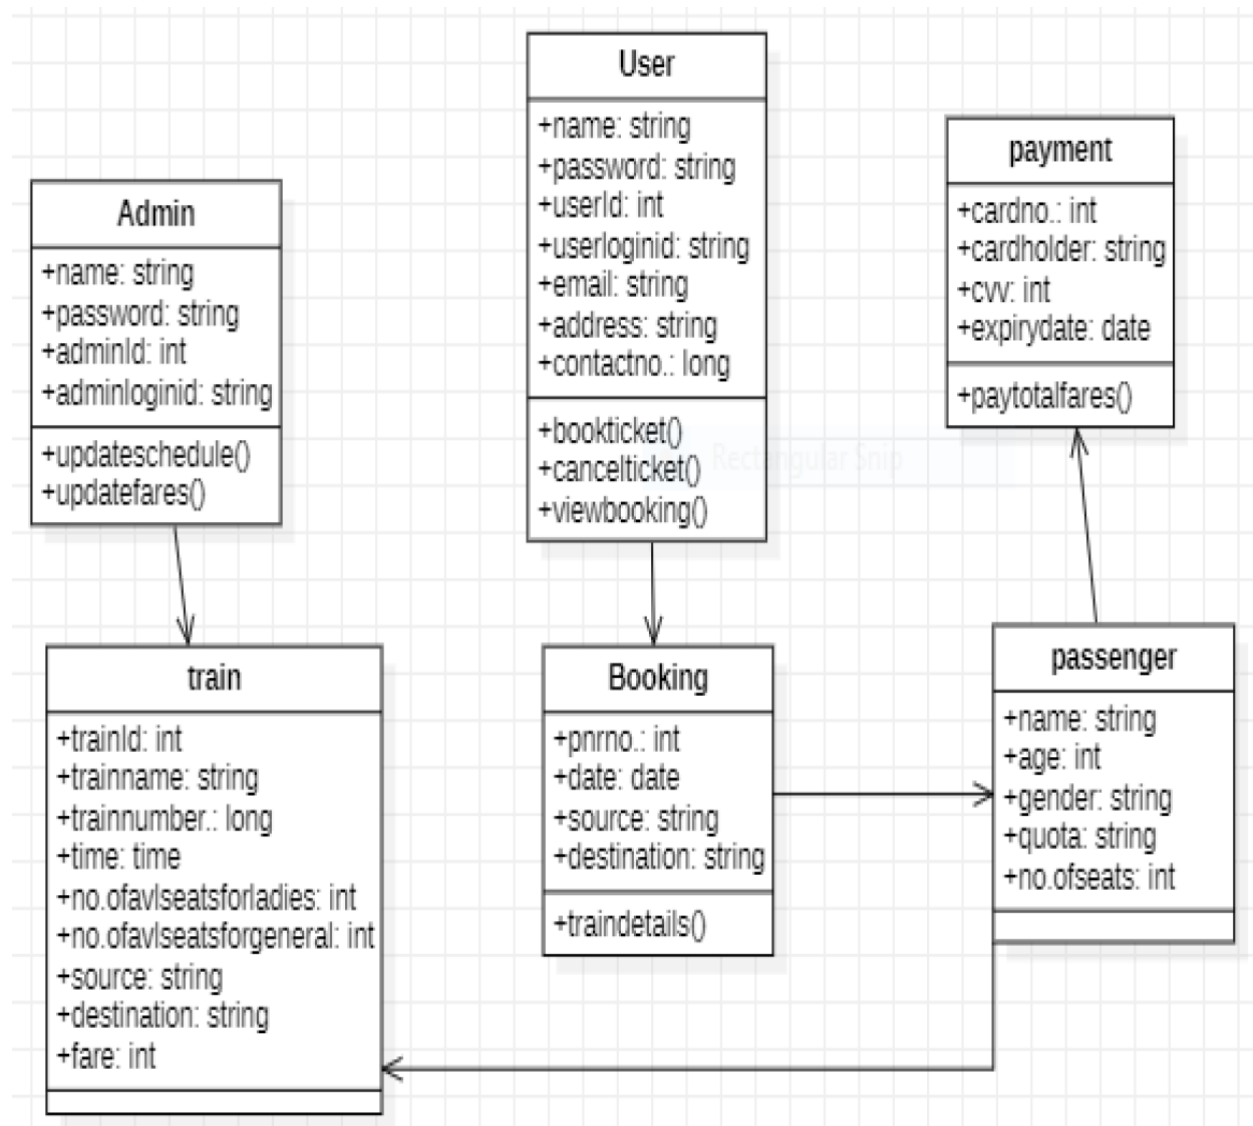 Admin
+name: string
+password: string
+adminId: int
+adminloginid: string
+updateschedule()
+updatefares()
User
+name: string
+password: string
+userId: int
+userloginid: string
+email: string
+address: string
+contactno.: long
+bookticket()
+cancelticket()
+viewbooking()
Rectangular Snip
payment
+cardno.: int
+cardholder: string
+cvv: int
+expirydate: date
+paytotalfares()
train
+trainId: int
+trainname: string
+trainnumber.: long
+time: time
+no.ofavlseatsforladies: int
+no.ofavlseatsforgeneral: int
+source: string
+destination: string
+fare: int
Booking
+pnrno.: int
+date: date
+source: string
+destination: string
+traindetails()
passenger
+name: string
+age: int
+gender: string
+quota: string
+no.ofseats: int